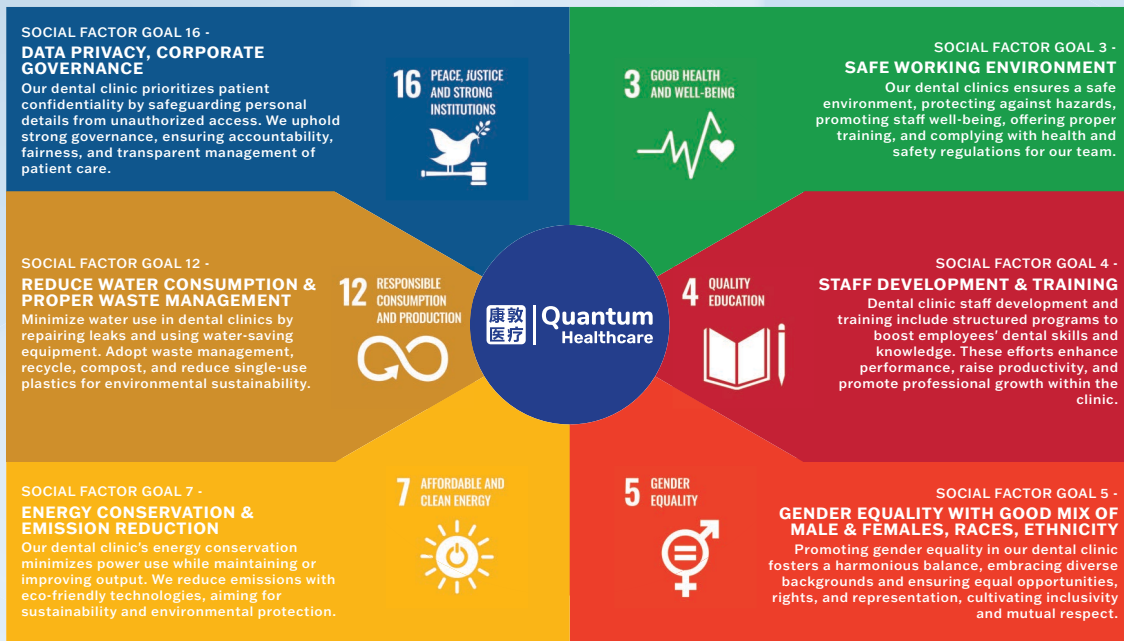 SOCIAL FACTOR GOAL 16 -
DATA PRIVACY, CORPORATE
GOVERNANCE
Our dental clinic prioritizes patient
confidentiality by safeguarding personal
details from unauthorized access. We uphold
strong governance, ensuring accountability,
fairness, and transparent management of
patient care.
16 PEACE, JUSTICE
AND STRONG
INSTITUTIONS
3 GOOD HEALTH
AND WELL-BEING
SOCIAL FACTOR GOAL 3 -
SAFE WORKING ENVIRONMENT
Our dental clinics ensures a safe
environment, protecting against hazards,
promoting staff well-being, offering proper
training, and complying with health and
safety regulations for our team.
SOCIAL FACTOR GOAL 12 -
REDUCE WATER CONSUMPTION &
PROPER WASTE MANAGEMENT
Minimize water use in dental clinics by
repairing leaks and using water-saving
equipment. Adopt waste management,
recycle, compost, and reduce single-use
plastics for environmental sustainability.
12 RESPONSIBLE
CONSUMPTION
AND PRODUCTION
康敦
医疗
Quantum
Healthcare
4 QUALITY
EDUCATION
SOCIAL FACTOR GOAL 4 -
STAFF DEVELOPMENT & TRAINING
Dental clinic staff development and
training include structured programs to
boost employees' dental skills and
knowledge. These efforts enhance
performance, raise productivity, and
promote professional growth within the
clinic.
SOCIAL FACTOR GOAL 7 -
ENERGY CONSERVATION &
EMISSION REDUCTION
Our dental clinic's energy conservation
minimizes power use while maintaining or
improving output. We reduce emissions with
eco-friendly technologies, aiming for
sustainability and environmental protection.
7 AFFORDABLE AND
CLEAN ENERGY
5 GENDER
EQUALITY
SOCIAL FACTOR GOAL 5 -
GENDER EQUALITY WITH GOOD MIX OF
MALE & FEMALES, RACES, ETHNICITY
Promoting gender equality in our dental clinic
fosters a harmonious balance, embracing diverse
backgrounds and ensuring equal opportunities,
rights, and representation, cultivating inclusivity
and mutual respect.